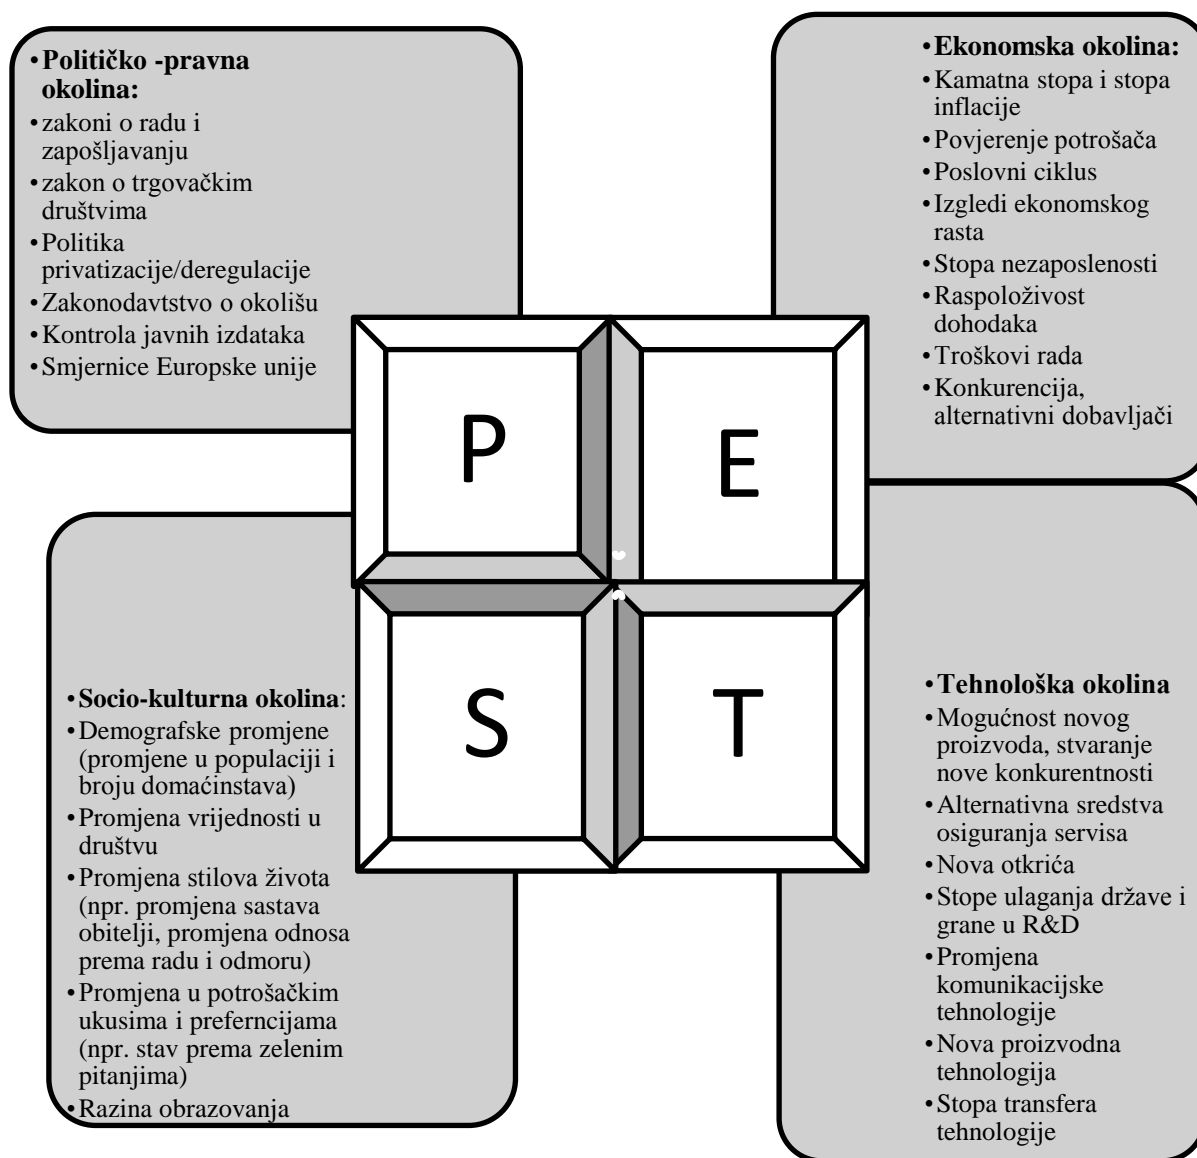 •Političko -pravna
okolina:
•zakoni o radu i
zapošljavanju
•zakon o trgovačkim
društvima
•Politika
privatizacije/deregulacije
•Zakonodavtstvo o okolišu
•Kontrola javnih izdataka
•Smjernice Europske unije
•Ekonomska okolina:
•Kamatna stopa i stopa
inflacije
•Povjerenje potrošača
•Poslovni ciklus
•Izgledi ekonomskog
rasta
•Stopa nezaposlenosti
•Raspoloživost
dohodaka
•Troškovi rada
•Konkurencija,
alternativni dobavljači
P
E
S
T
•Socio-kulturna okolina:
•Demografske promjene
(promjene u populaciji i
broju domaćinstava)
•Promjena vrijednosti u
društvu
•Promjena stilova života
(npr. promjena sastava
obitelji, promjena odnosa
prema radu i odmoru)
•Promjena u potrošačkim
ukusima i preferncijama
(npr. stav prema zelenim
pitanjima)
•Razina obrazovanja
•Tehnološka okolina
•Mogućnost novog
proizvoda, stvaranje
nove konkurentnosti
•Alternativna sredstva
osiguranja servisa
•Nova otkrića
•Stope ulaganja države i
grane u R&D
•Promjena
komunikacijske
tehnologije
•Nova proizvodna
tehnologija
•Stopa transfera
tehnologije